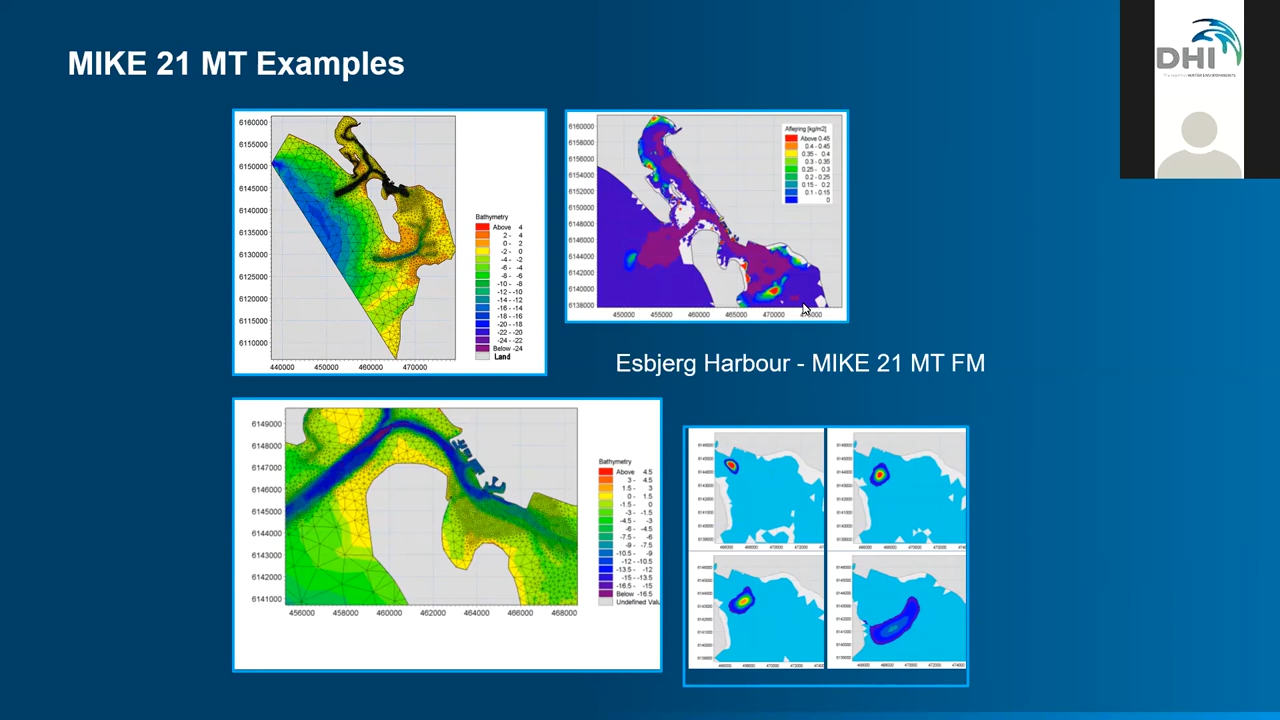 MIKE 21 MT Examples
DHI
WATER ENVIRONMENTS
6160000
6155000
6150000
6145000
6140000
6135000
6130000
6125000
6120000
6115000
6110000
440000 450000 460000 470000
Bathymetry
Above 4
2 - 4
0 - 2
-2 - 0
-4 - -2
-6 - -4
-8 - -6
-10 - -8
-12 - -10
-14 - -12
-16 - -14
-18 - -16
-20 - -18
-22 - -20
-24 - -22
Below -24
Land
6160000
6158000
6156000
6154000
6150000
6148000
6146000
6144000
6142000
6140000
6138000
450000 455000 460000 465000 470000
Aflejring [kg/m2]
Above 0.45
0.4 - 0.45
0.35 - 0.4
0.3 - 0.35
0.25 - 0.3
0.2 - 0.25
0.15 - 0.2
0.1 - 0.15
0
Esbjerg Harbour - MIKE 21 MT FM
6149000
6148000
6147000
6146000
6145000
6144000
6143000
6142000
6141000
456000 458000 460000 462000 464000 466000 468000
Bathymetry
Above 4.5
3 - 4.5
1.5 - 3
0 - 1.5
-1.5 - 0
-3 - -1.5
-4.5 - -3
-6 - -4.5
-7.5 - -6
-9 - -7.5
-10.5 - -9
-12 - -10.5
-13.5 - -12
-15 - -13.5
-16.5 - -15
Below -16.5
Undefined Valu